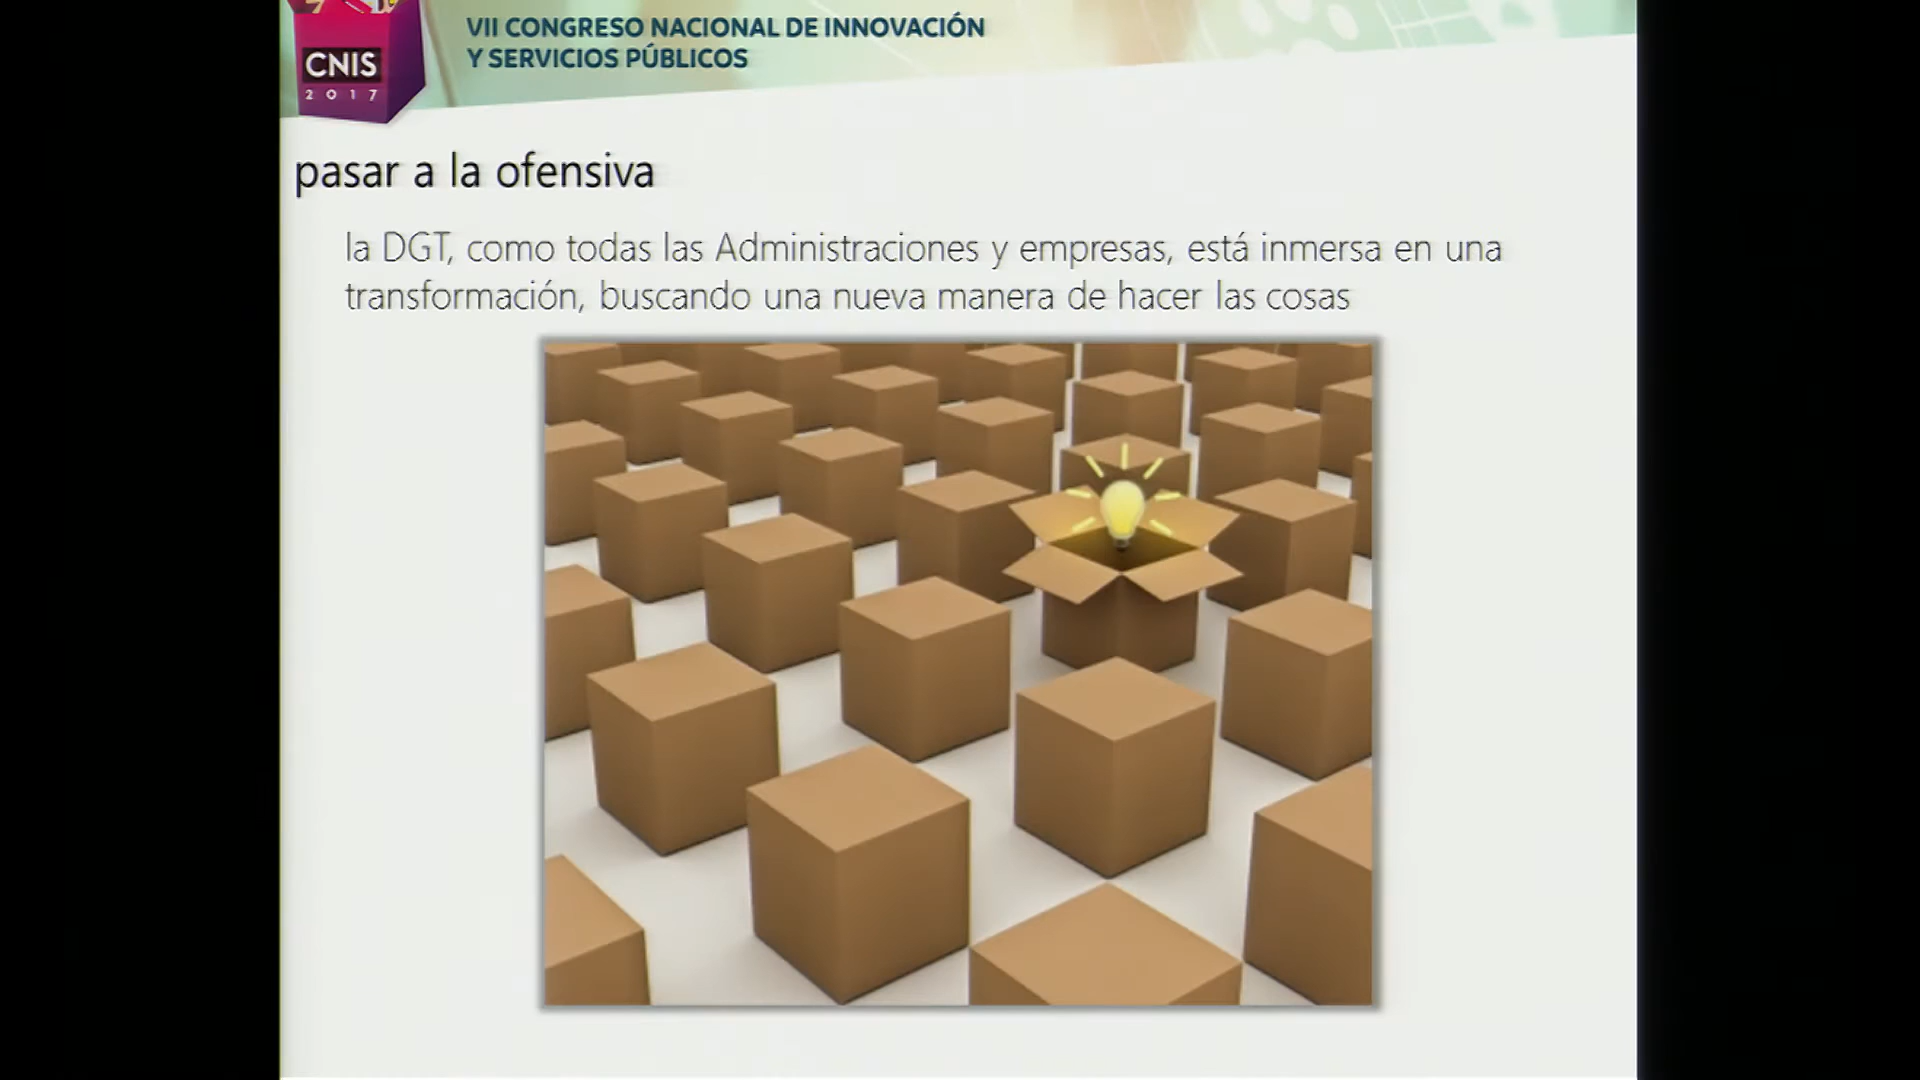 VII CONGRESO NACIONAL DE INNOVACIÓN
Y SERVICIOS PÚBLICOS
CNIS
2017
pasar a la ofensiva
la DGT, como todas las Administraciones y empresas, está inmersa en una
transformación, buscando una nueva manera de hacer las cosas